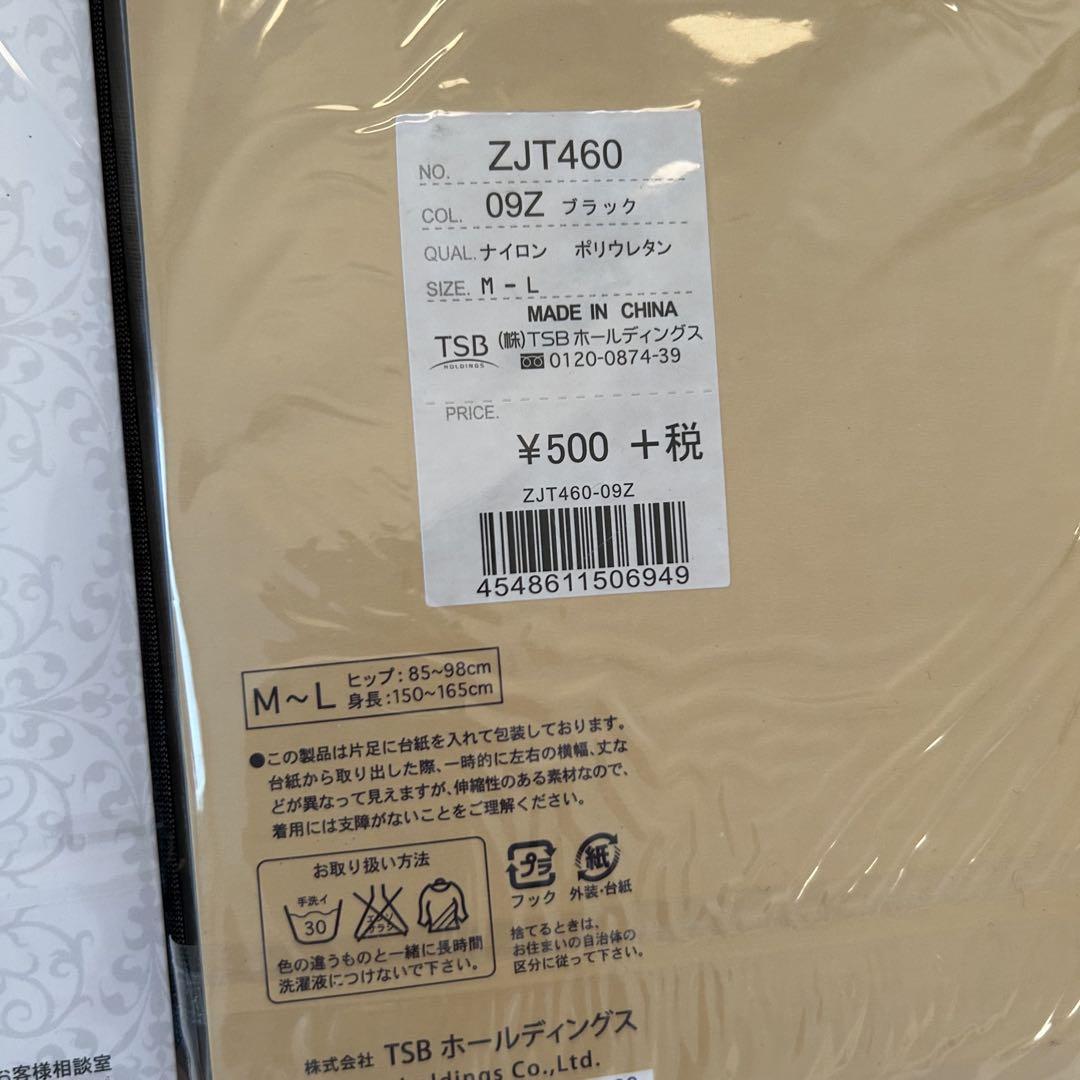 NO. ZJT460
COL. 09Z ブラック
QUAL. ナイロン ポリウレタン
SIZE. M - L
MADE IN CHINA
TSB HOLDINGS (株)TSBホールディングス
0120-0874-39
PRICE.
¥500 +税
ZJT460-09Z
4548611506949
M~L
ヒップ:85~98cm
身長:150~165cm
●この製品は片足に台紙を入れて包装しております。
台紙から取り出した際、一時的に左右の横幅、丈な
どが異なって見えますが、伸縮性のある素材なので、
着用には支障がないことをご理解ください。
お取り扱い方法
手洗イ
30
エンソ
サラシ
色の違うものと一緒に長時間
洗濯液につけないで下さい。
プラ
フック
紙
外装・台紙
捨てるときは、
お住まいの自治体の
区分に従って下さい。
株式会社 TSB ホールディングス
oldings Co.,Ltd.
お客様相談室